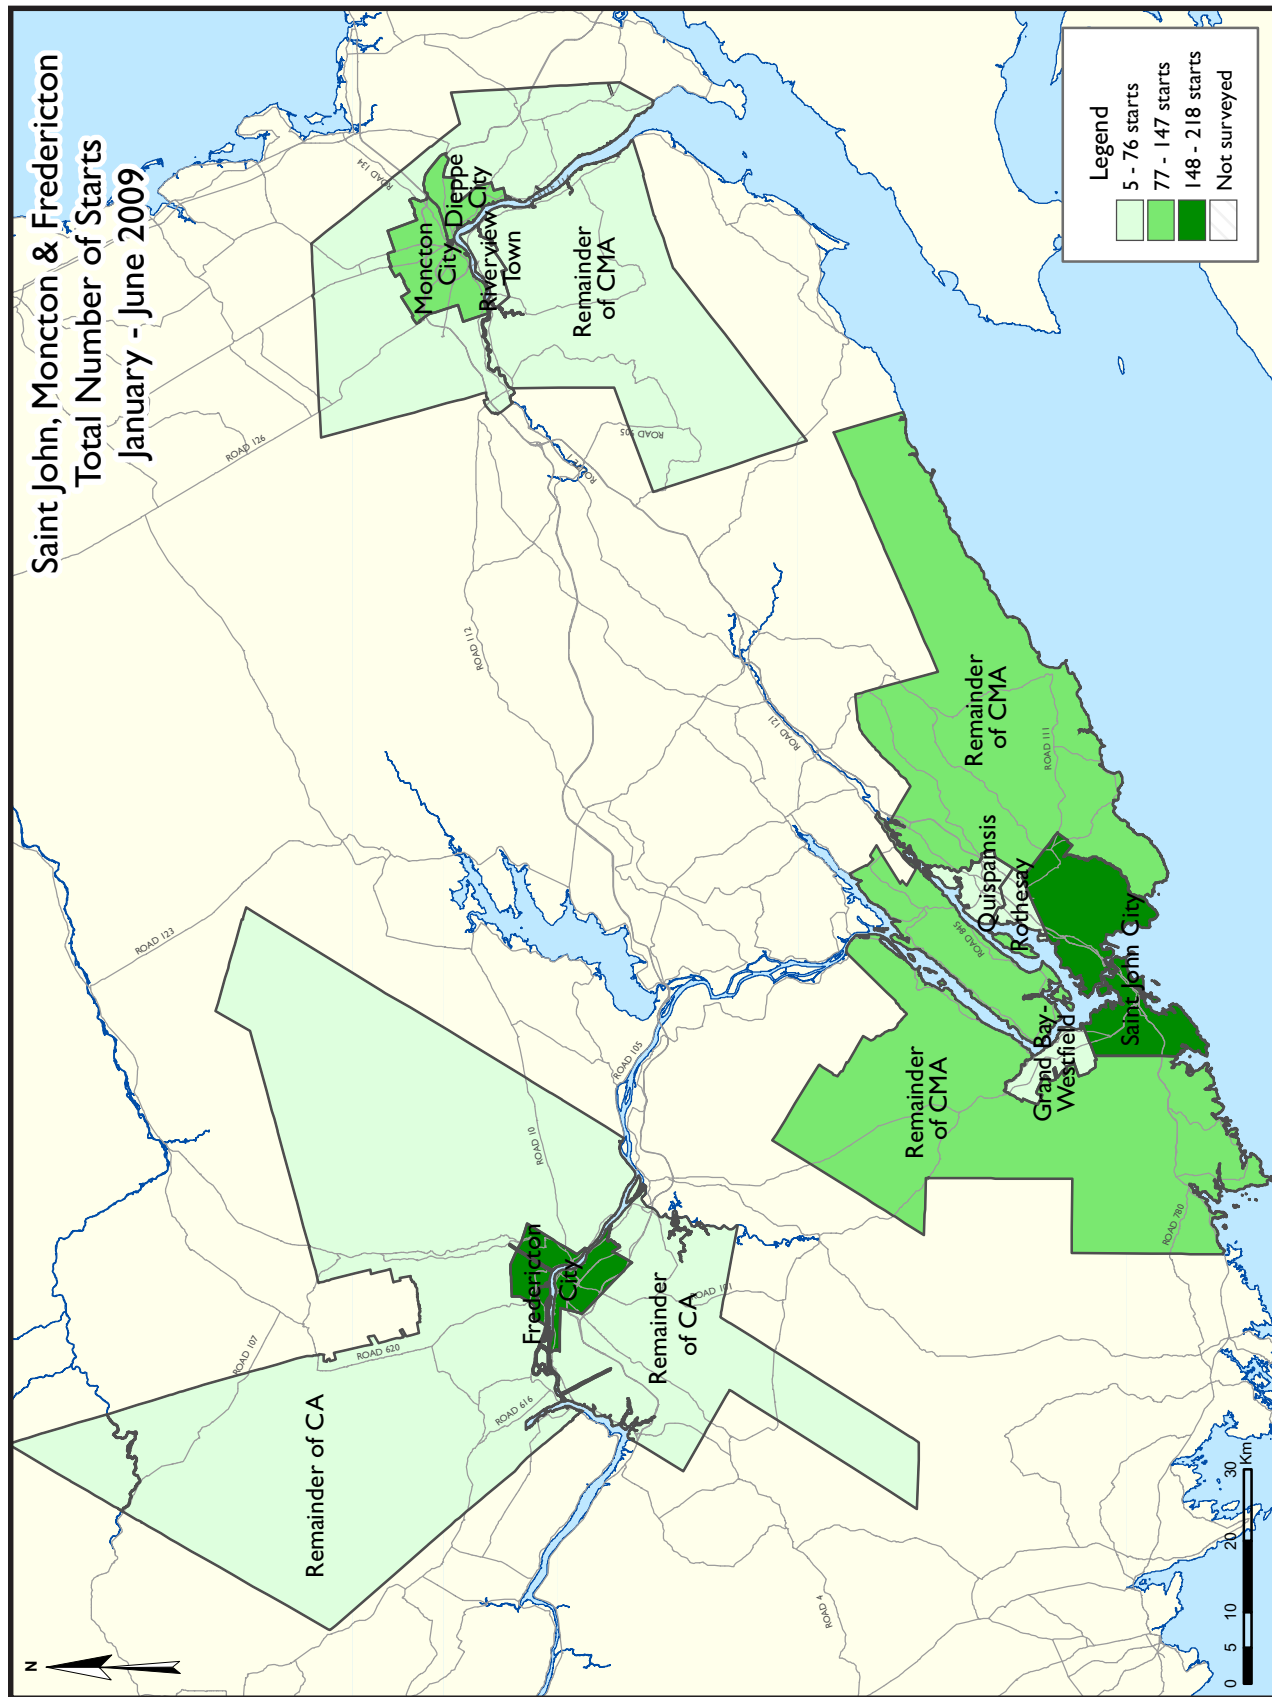 Saint John, Moncton & Fredericton
Total Number of Starts
January - June 2009
N
Remainder of CA
ROAD 107
ROAD 620
ROAD 616
Fredericton
City
Remainder
of CA
ROAD 101
ROAD 10
ROAD 105
ROAD 123
ROAD 126
ROAD 112
ROAD 134
Moncton
City
Dieppe
City
Riverview
Town
Remainder
of CMA
ROAD 905
ROUTE 1
ROAD 121
Remainder
of CMA
ROAD 111
Quispamsis
Rothesay
ROAD 845
Saint John City
Grand Bay-
Westfield
Remainder
of CMA
ROAD 780
ROAD 4
Legend
5 - 76 starts
77 - 147 starts
148 - 218 starts
Not surveyed
0 5 10 20 30
Km